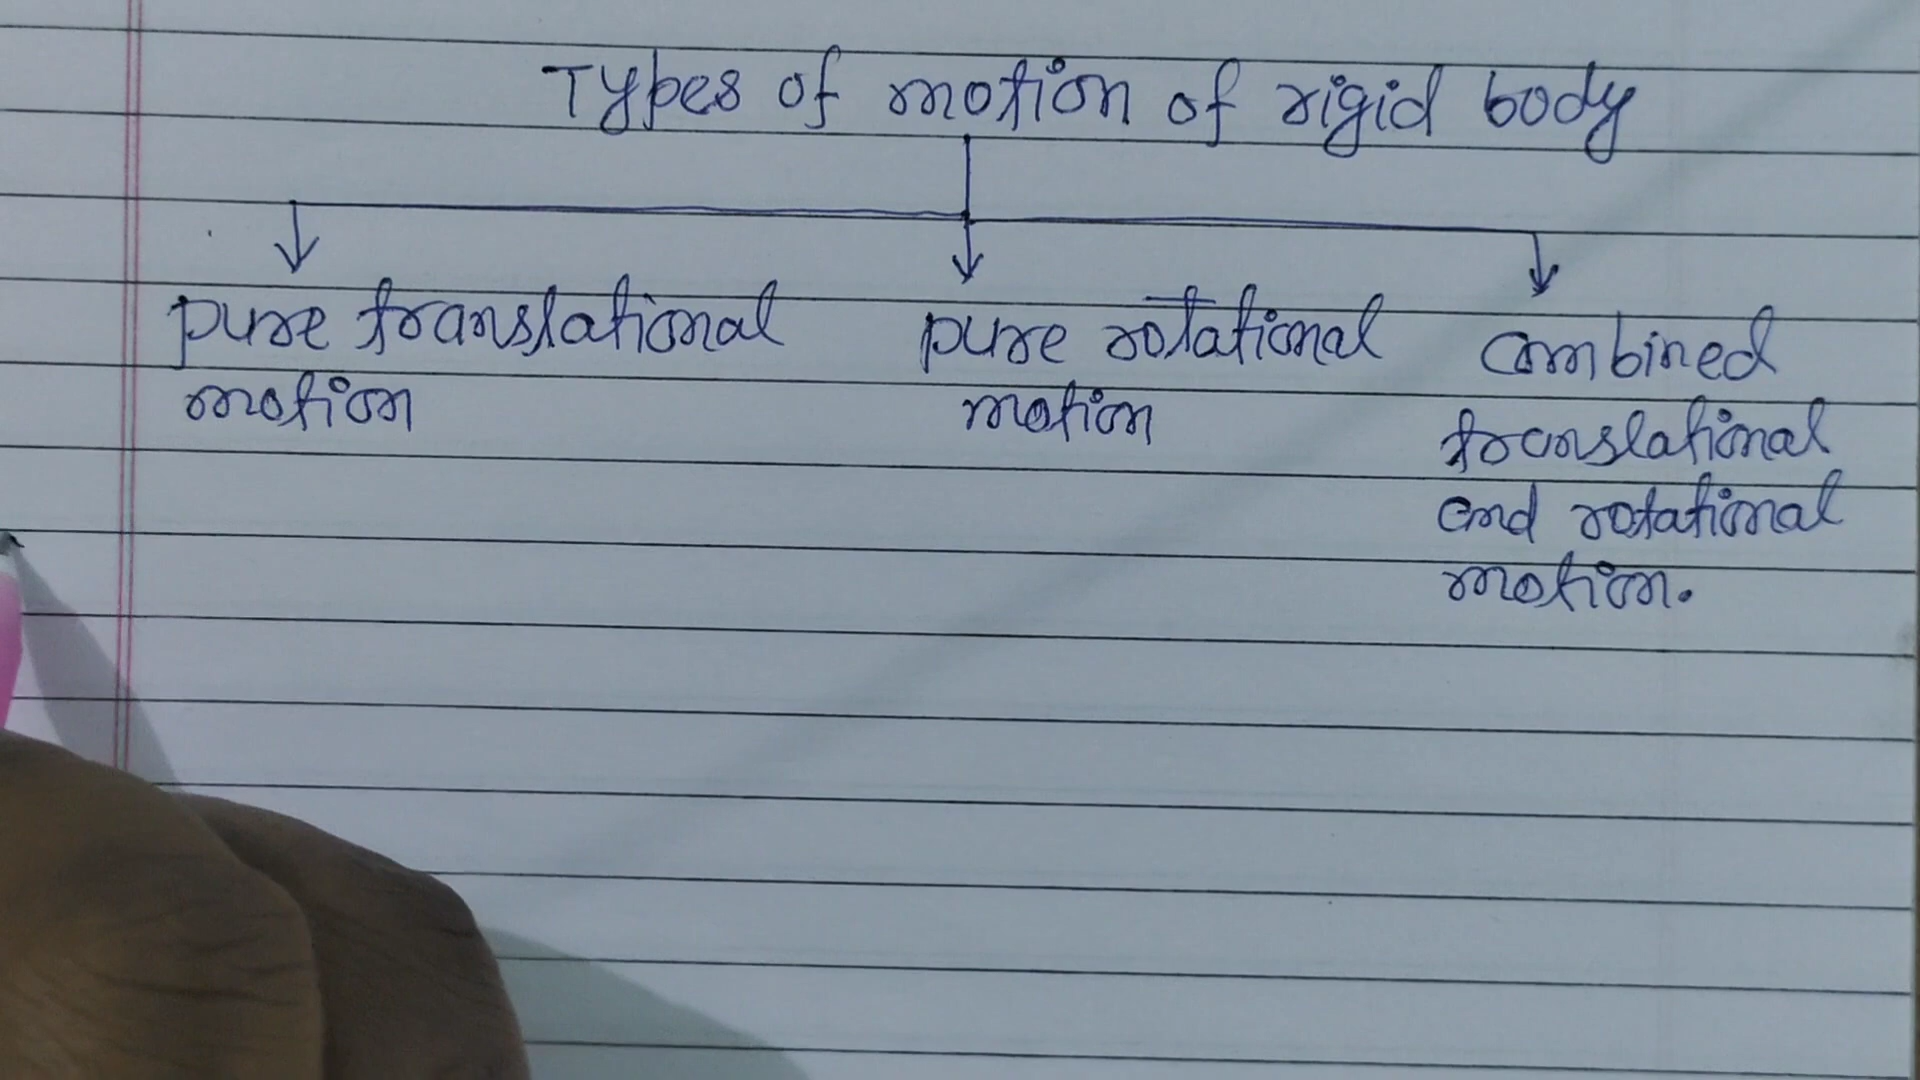 Types of motion of rigid body
pure translational
motion
pure rotational
motion
combined
translational
and rotational
motion.